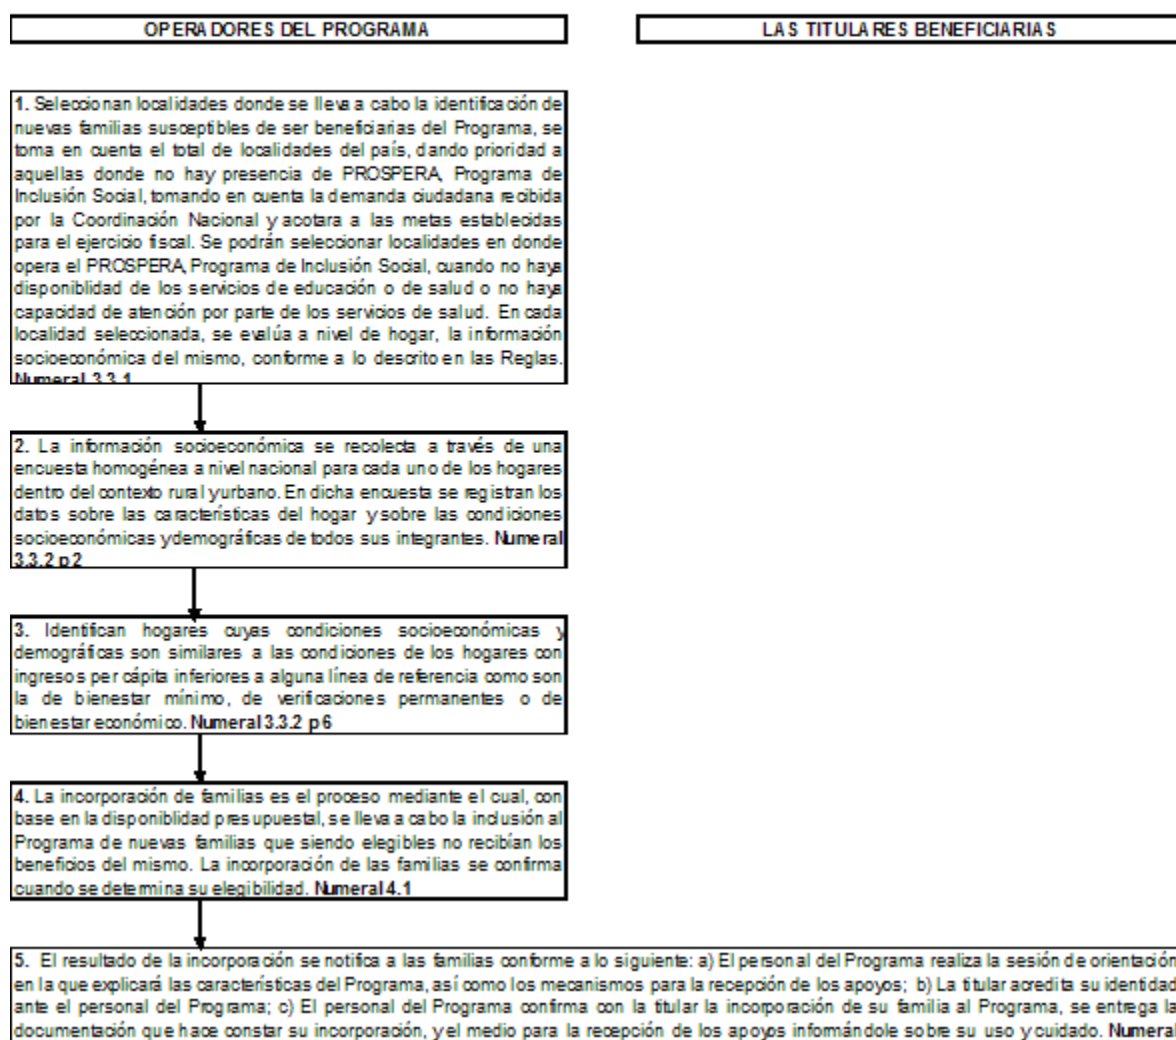 OPERADORES DEL PROGRAMA
LAS TITULARES BENEFICIARIAS
1. Seleccionan localidades donde se lleva a cabo la identificación de
nuevas familias susceptibles de ser beneficiarias del Programa, se
toma en cuenta el total de localidades del país, dando prioridad a
aquellas donde no hay presencia de PROSPERA, Programa de
Inclusión Social, tomando en cuenta la demanda ciudadana recibida
por la Coordinación Nacional y acotara a las metas establecidas
para el ejercicio fiscal. Se podrán seleccionar localidades en donde
opera el PROSPERA, Programa de Inclusión Social, cuando no haya
disponiblidad de los servicios de educación o de salud o no haya
capacidad de atención por parte de los servicios de salud. En cada
localidad seleccionada, se evalúa a nivel de hogar, la información
socioeconómica del mismo, conforme a lo descrito en las Reglas.
Numeral 3.3.1
2. La información socioeconómica se recolecta a través de una
encuesta homogénea a nivel nacional para cada uno de los hogares
dentro del contexto rural y urbano. En dicha encuesta se registran los
datos sobre las características del hogar y sobre las condiciones
socioeconómicas y demográficas de todos sus integrantes. Numeral
3.3.2 p 2
3. Identifican hogares cuyas condiciones socioeconómicas y
demográficas son similares a las condiciones de los hogares con
ingresos per cápita inferiores a alguna línea de referencia como son
la de bienestar mínimo, de verificaciones permanentes o de
bienestar económico. Numeral 3.3.2 p 6
4. La incorporación de familias es el proceso mediante el cual, con
base en la disponiblidad presupuestal, se lleva a cabo la inclusión al
Programa de nuevas familias que siendo elegibles no recibían los
beneficios del mismo. La incorporación de las familias se confirma
cuando se determina su elegibilidad. Numeral 4.1
5. El resultado de la incorporación se notifica a las familias conforme a lo siguiente: a) El personal del Programa realiza la sesión de orientación
en la que explicará las características del Programa, así como los mecanismos para la recepción de los apoyos; b) La titular acredita su identidad
ante el personal del Programa; c) El personal del Programa confirma con la titular la incorporación de su familia al Programa, se entrega la
documentación que hace constar su incorporación, y el medio para la recepción de los apoyos informándole sobre su uso y cuidado. Numeral